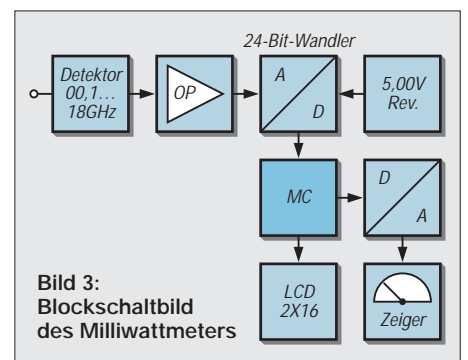 24-Bit-Wandler
Detektor
00,1...
18GHz
OP
A
D
5,00V
Rev.
MC
D
A
Bild 3:
Blockschaltbild
des Milliwattmeters
LCD
2X16
Zeiger